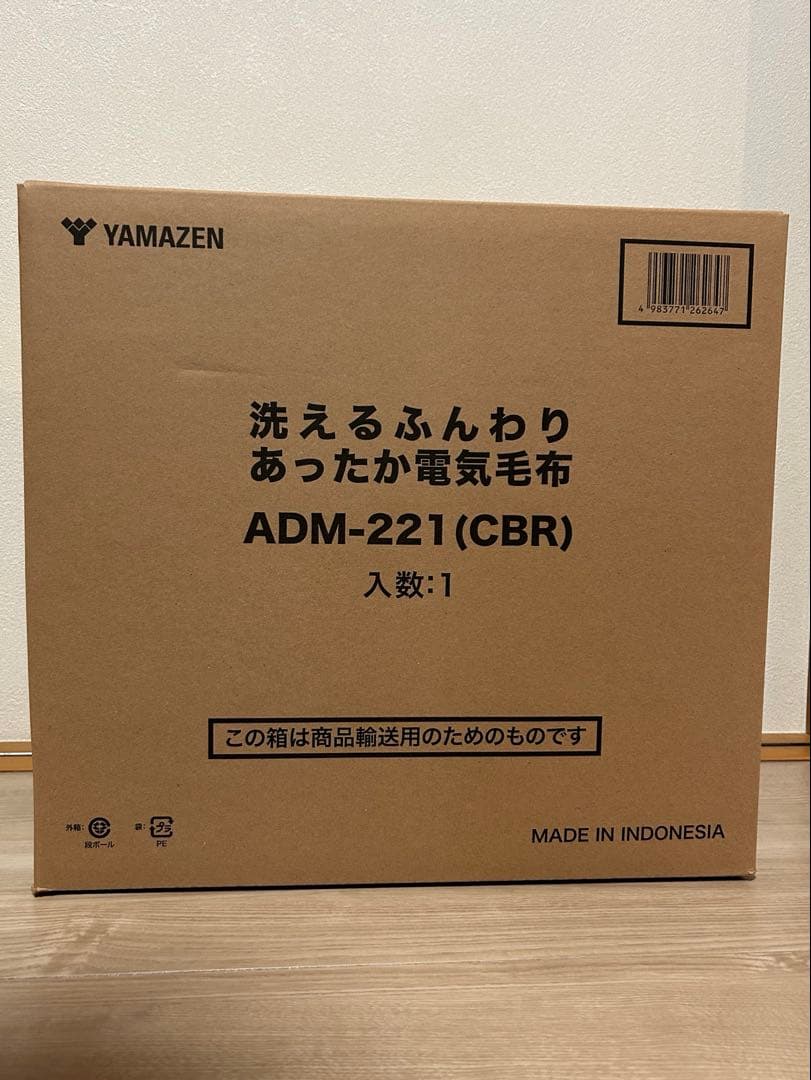 YAMAZEN
4 983771 262647
洗えるふんわり
あったか電気毛布
ADM-221(CBR)
入数:1
この箱は商品輸送用のためのものです
外箱: 段ボール
袋: プラ PE
MADE IN INDONESIA